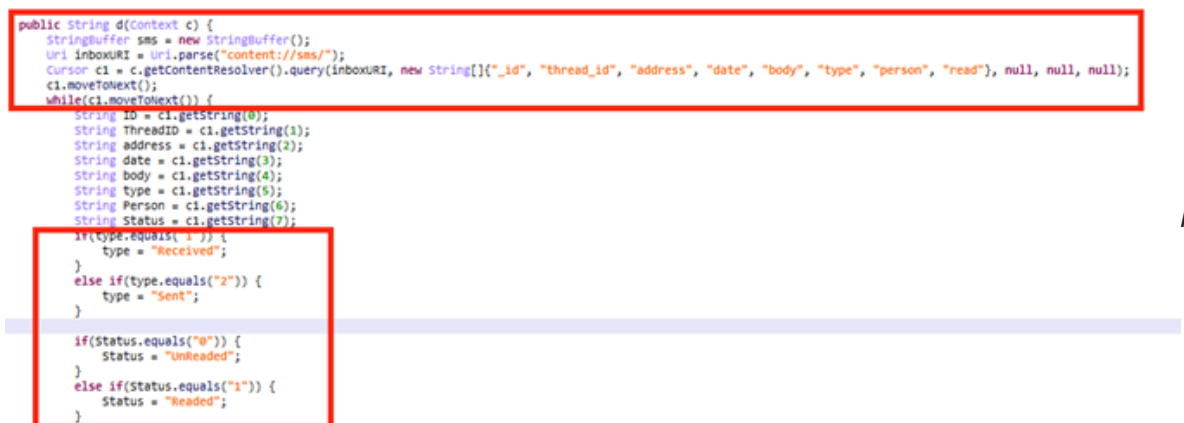 public String d(Context c) {
StringBuffer sms = new StringBuffer();
Uri inboxURI = Uri.parse("content://sms/");
Cursor c1 = c.getContentResolver().query(inboxURI, new String[]{"_id", "thread_id", "address", "date", "body", "type", "person", "read"}, null, null, null);
c1.moveToNext();
while(c1.moveToNext()) {
String ID = c1.getString(0);
String ThreadID = c1.getString(1);
String address = c1.getString(2);
String date = c1.getString(3);
String body = c1.getString(4);
String type = c1.getString(5);
String Person = c1.getString(6);
String Status = c1.getString(7);
if(type.equals("1")) {
type = "Received";
}
else if(type.equals("2")) {
type = "Sent";
}
if(Status.equals("0")) {
Status = "UnReaded";
}
else if(Status.equals("1")) {
Status = "Readed";
}